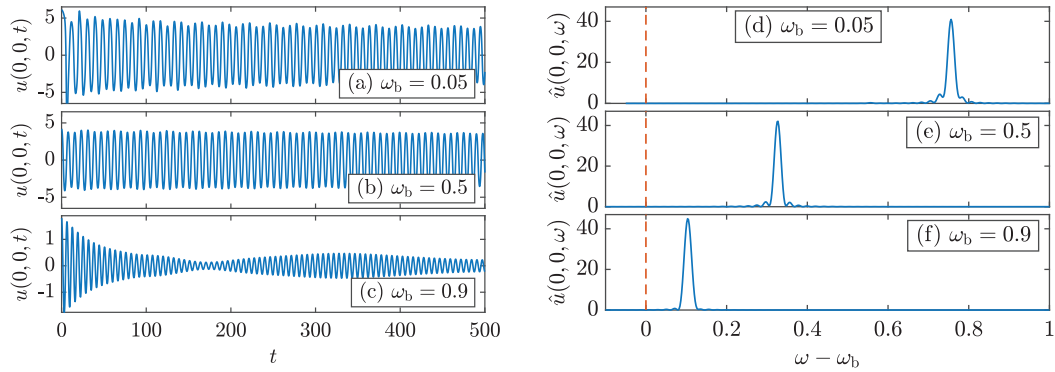 u(0, 0, t)
5
0
-5
(a) ω_b = 0.05
u(0, 0, t)
5
0
-5
(b) ω_b = 0.5
u(0, 0, t)
1
0
-1
(c) ω_b = 0.9
0 100 200 300 400 500
t
û(0, 0, ω)
40
20
0
(d) ω_b = 0.05
û(0, 0, ω)
40
20
0
(e) ω_b = 0.5
û(0, 0, ω)
40
20
0
(f) ω_b = 0.9
0 0.2 0.4 0.6 0.8 1
ω − ω_b